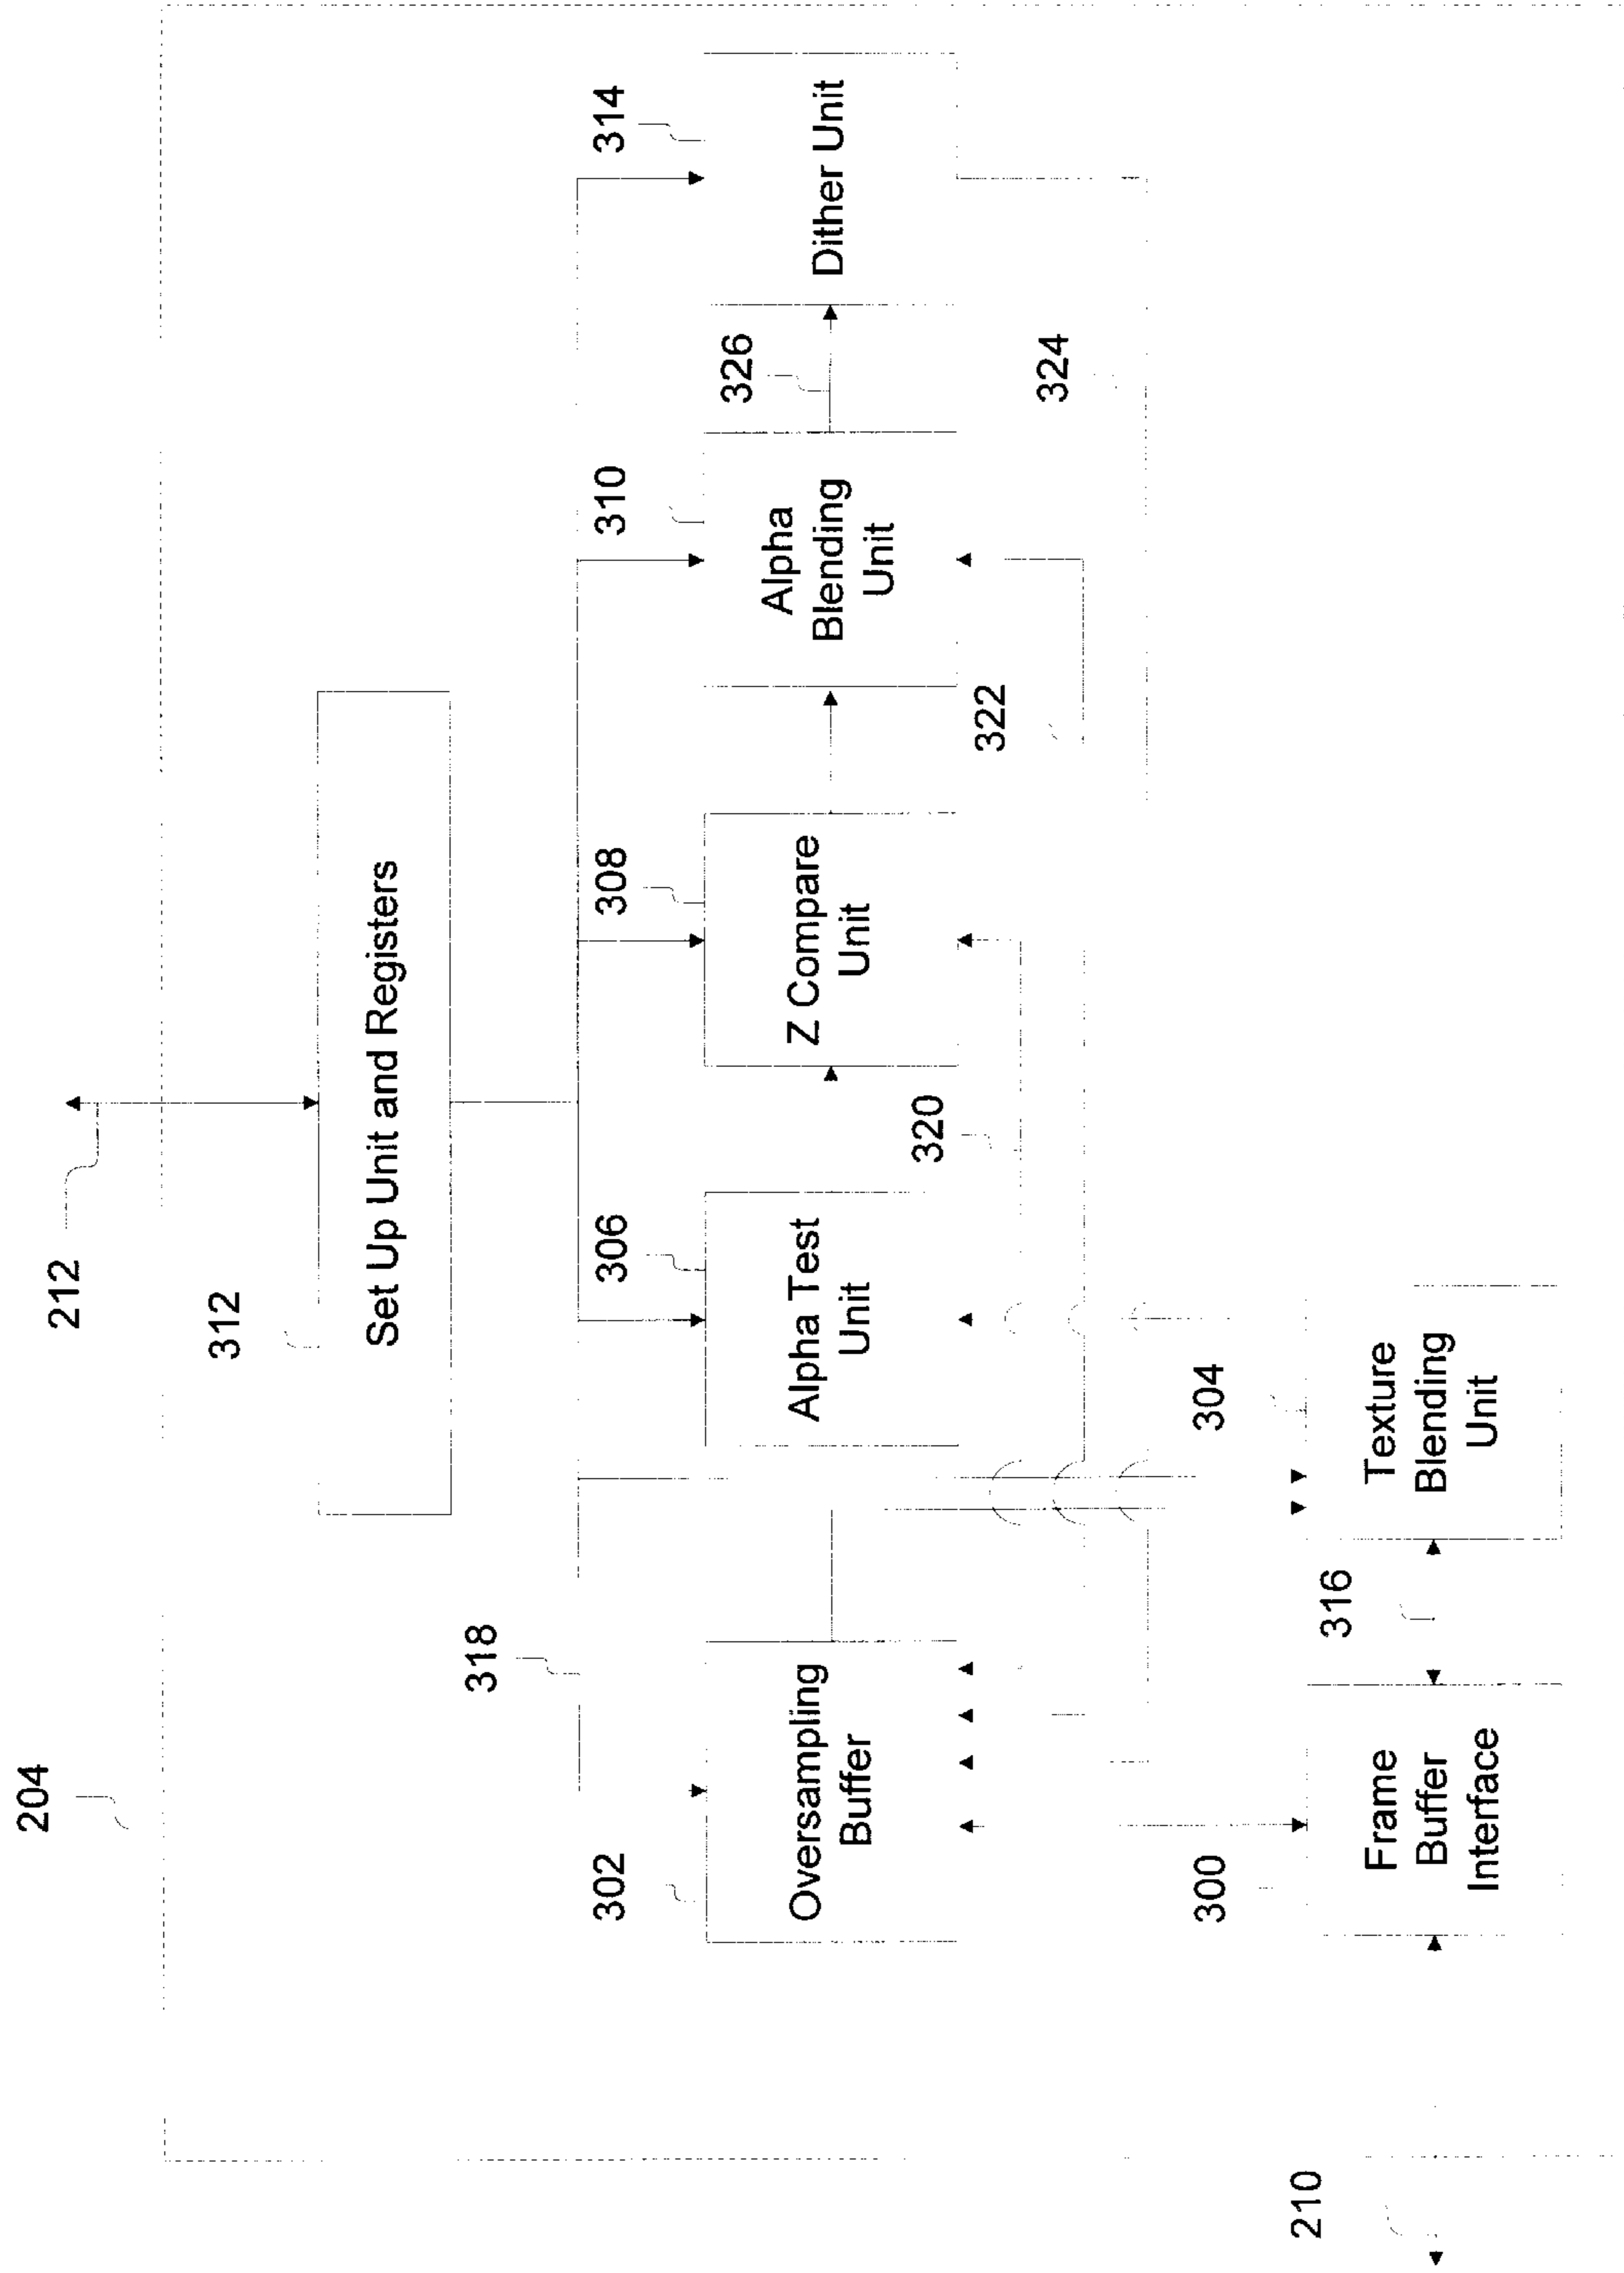 204
212
312
Set Up Unit and Registers
318
302
306
308
310
314
Oversampling
Buffer
Alpha Test
Unit
Z Compare
Unit
Alpha
Blending
Unit
326
Dither Unit
320
322
324
300
304
210
316
Frame
Buffer
Interface
Texture
Blending
Unit